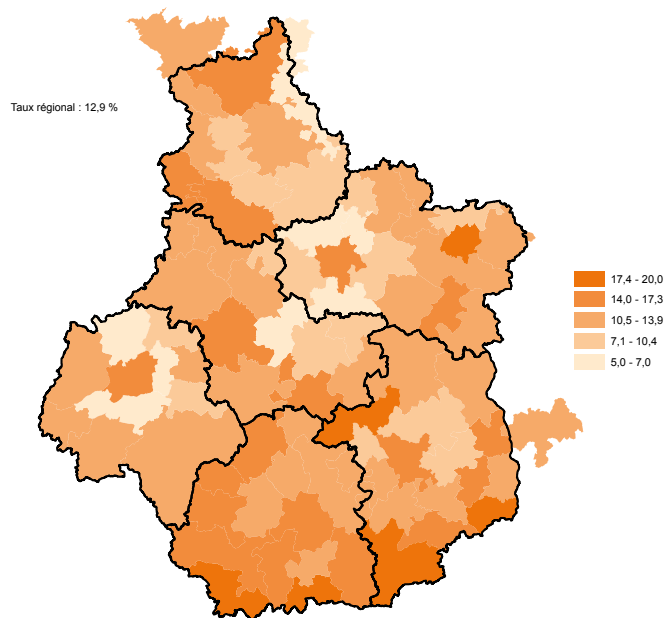 Taux régional : 12,9 %
17,4 - 20,0
14,0 - 17,3
10,5 - 13,9
7,1 - 10,4
5,0 - 7,0